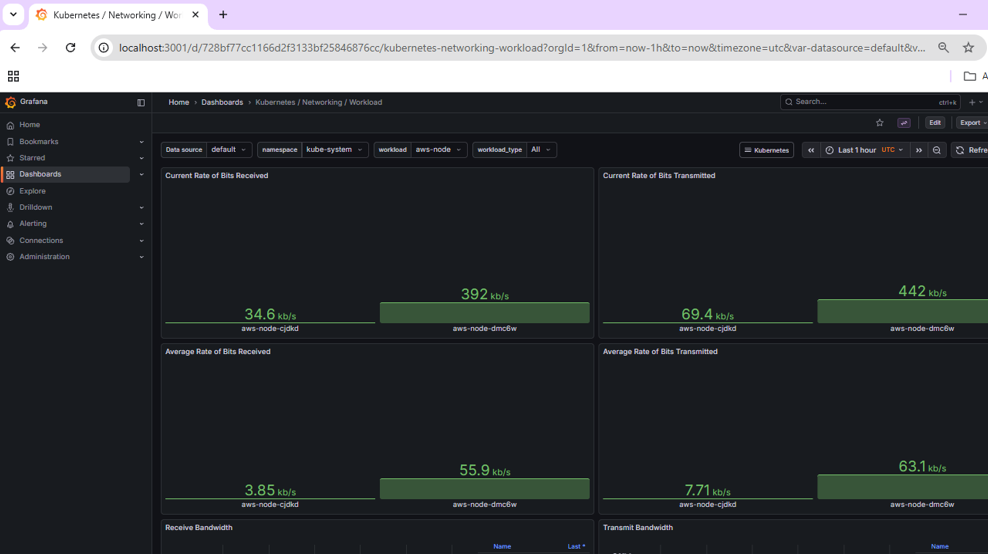 Kubernetes / Networking / Workload
localhost:3001/d/728bf77cc1166d2f3133bf25846876cc/kubernetes-networking-workload?orgId=1&from=now-1h&to=now&timezone=utc&var-datasource=default&v...
Grafana
Home › Dashboards › Kubernetes / Networking / Workload
Search...
ctrl+k
Edit
Export
Home
Bookmarks
Starred
Dashboards
Explore
Drilldown
Alerting
Connections
Administration
Data source default
namespace kube-system
workload aws-node
workload_type All
Kubernetes
Last 1 hour UTC
Refre
Current Rate of Bits Received
34.6 kb/s
aws-node-cjdkd
392 kb/s
aws-node-dmc6w
Current Rate of Bits Transmitted
69.4 kb/s
aws-node-cjdkd
442 kb/s
aws-node-dmc6w
Average Rate of Bits Received
3.85 kb/s
aws-node-cjdkd
55.9 kb/s
aws-node-dmc6w
Average Rate of Bits Transmitted
7.71 kb/s
aws-node-cjdkd
63.1 kb/s
aws-node-dmc6w
Receive Bandwidth
Name Last *
Transmit Bandwidth
Name